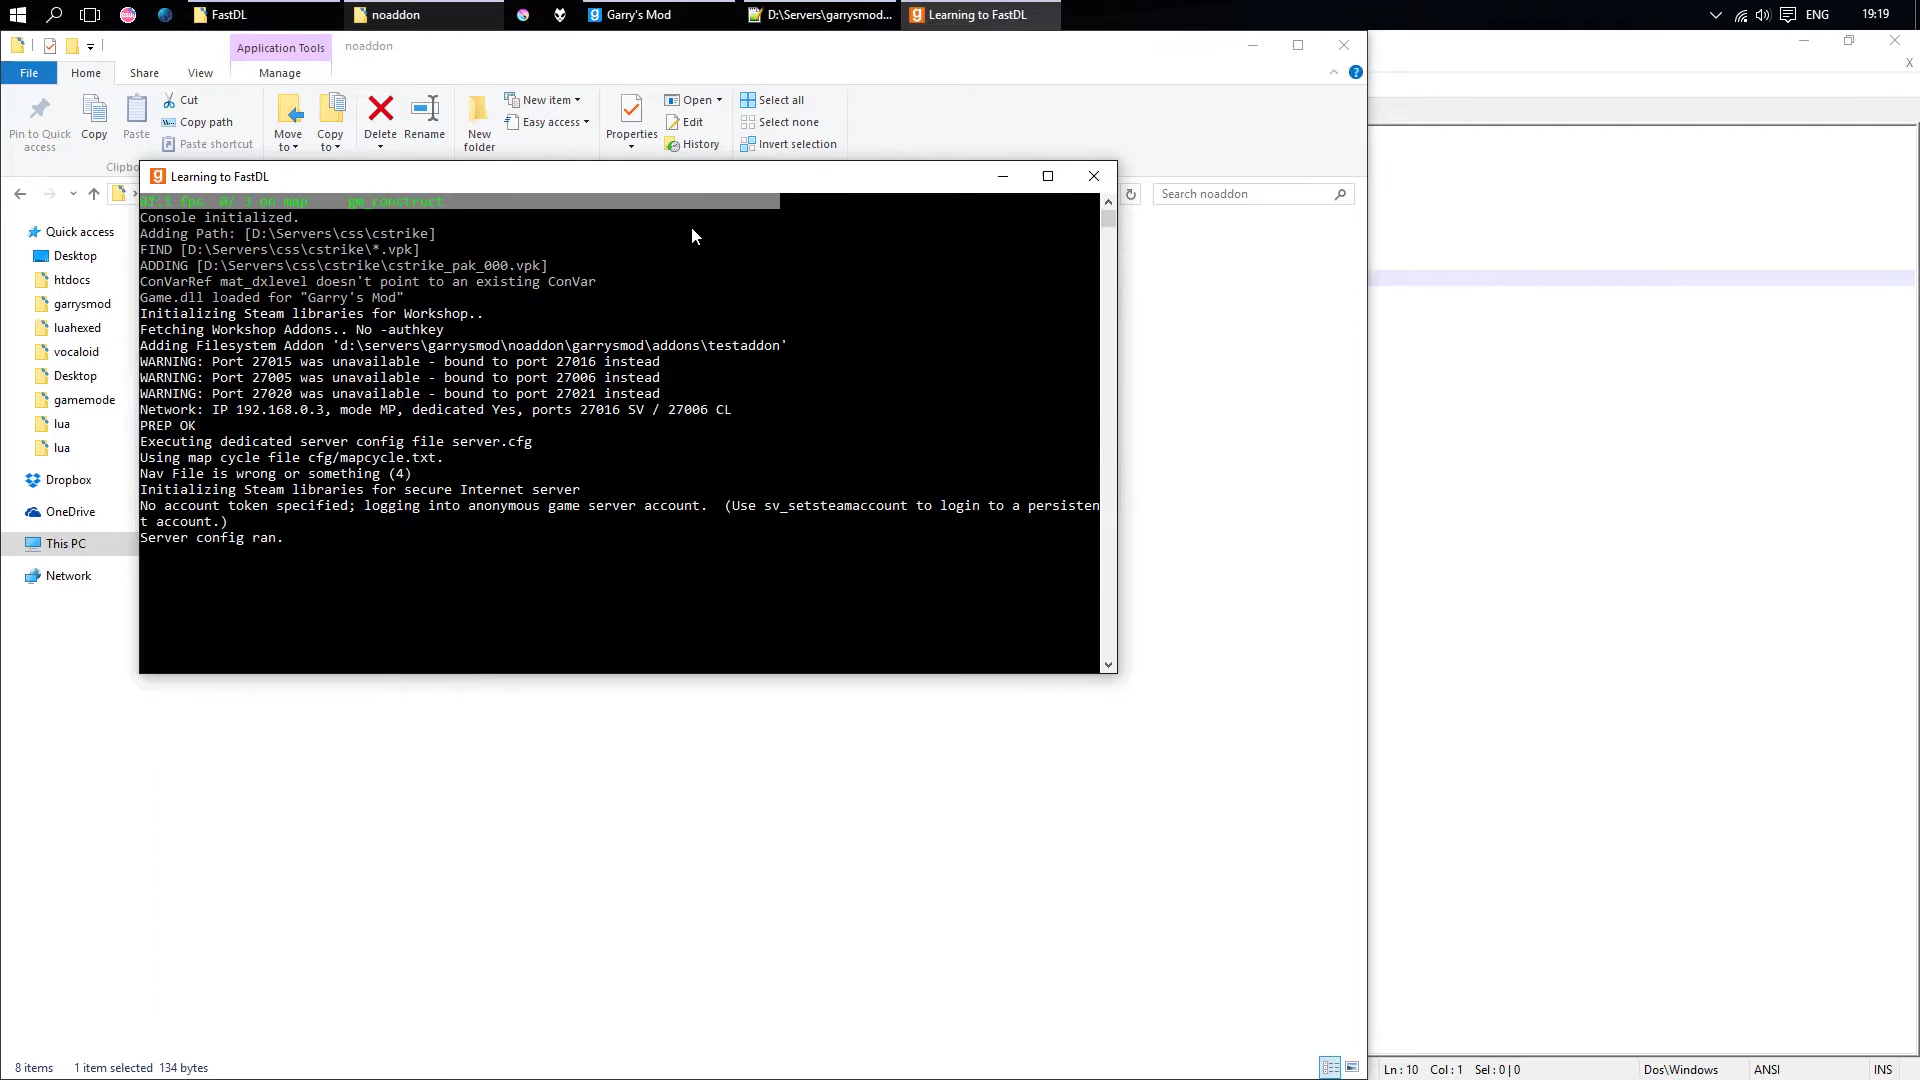 FastDL
noaddon
Garry's Mod
D:\Servers\garrysmod...
Learning to FastDL
ENG
19:19
Application Tools
noaddon
File
Home
Share
View
Manage
X
Pin to Quick access
Copy
Paste
Cut
Copy path
Paste shortcut
Move to
Copy to
Delete
Rename
New folder
New item
Easy access
Properties
Open
Edit
History
Select all
Select none
Invert selection
Clipb
Search noaddon
Quick access
Desktop
htdocs
garrysmod
luahexed
vocaloid
Desktop
gamemode
lua
lua
Dropbox
OneDrive
This PC
Network
Learning to FastDL
fps 0/ 3 on map gm_construct
Console initialized.
Adding Path: [D:\Servers\css\cstrike]
FIND [D:\Servers\css\cstrike\*.vpk]
ADDING [D:\Servers\css\cstrike\cstrike_pak_000.vpk]
ConVarRef mat_dxlevel doesn't point to an existing ConVar
Game.dll loaded for "Garry's Mod"
Initializing Steam libraries for Workshop..
Fetching Workshop Addons.. No -authkey
Adding Filesystem Addon 'd:\servers\garrysmod\noaddon\garrysmod\addons\testaddon'
WARNING: Port 27015 was unavailable - bound to port 27016 instead
WARNING: Port 27005 was unavailable - bound to port 27006 instead
WARNING: Port 27020 was unavailable - bound to port 27021 instead
Network: IP 192.168.0.3, mode MP, dedicated Yes, ports 27016 SV / 27006 CL
PREP OK
Executing dedicated server config file server.cfg
Using map cycle file cfg/mapcycle.txt.
Nav File is wrong or something (4)
Initializing Steam libraries for secure Internet server
No account token specified; logging into anonymous game server account.  (Use sv_setsteamaccount to login to a persisten
t account.)
Server config ran.
8 items
1 item selected 134 bytes
Ln : 10 Col : 1 Sel : 0 | 0
Dos\Windows
ANSI
INS